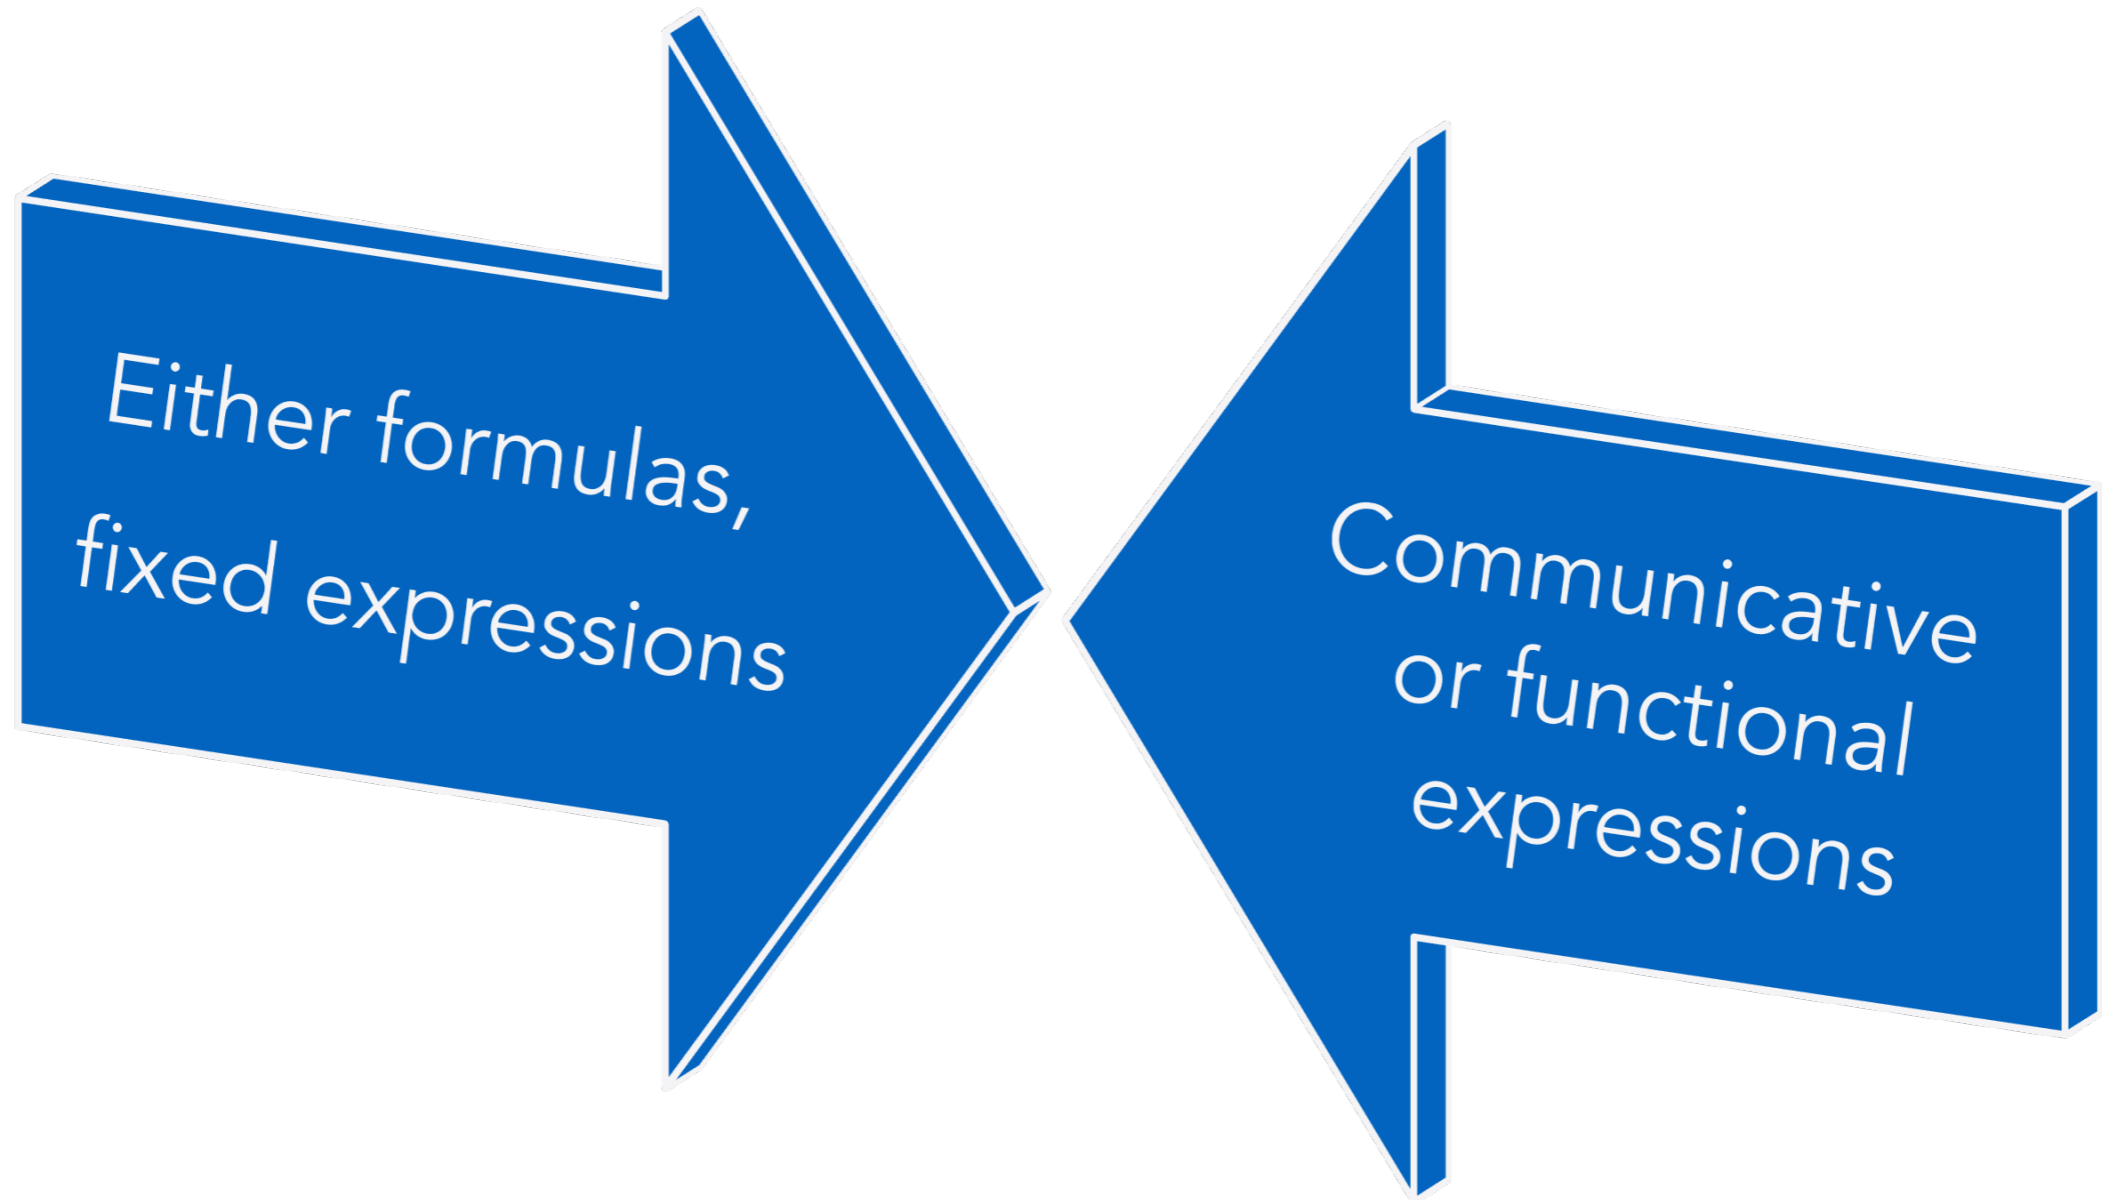 Either formulas,
fixed expressions
Communicative
or functional
expressions